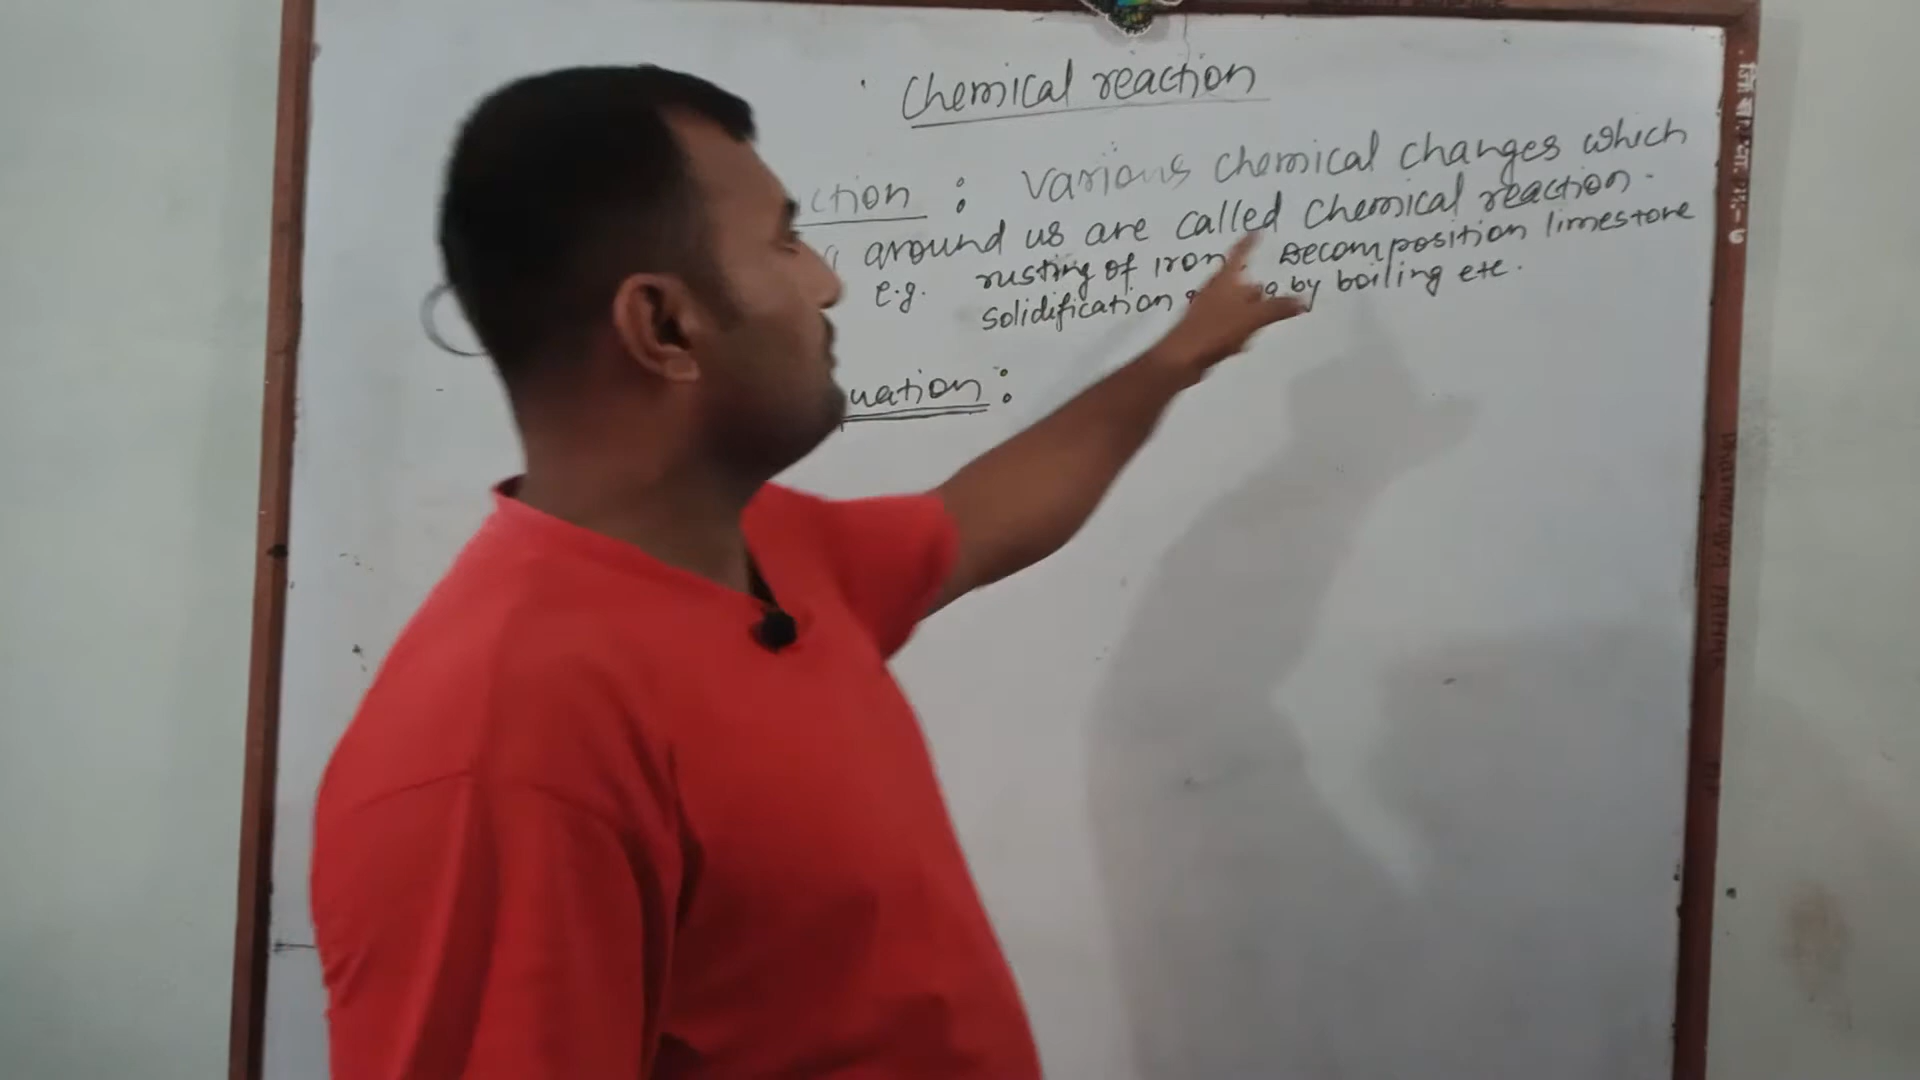 Chemical reaction
ction : Various chemical changes which
around us are called chemical reaction.
e.g. rusting of iron. Decomposition limestone
solidification by boiling etc.
uation :